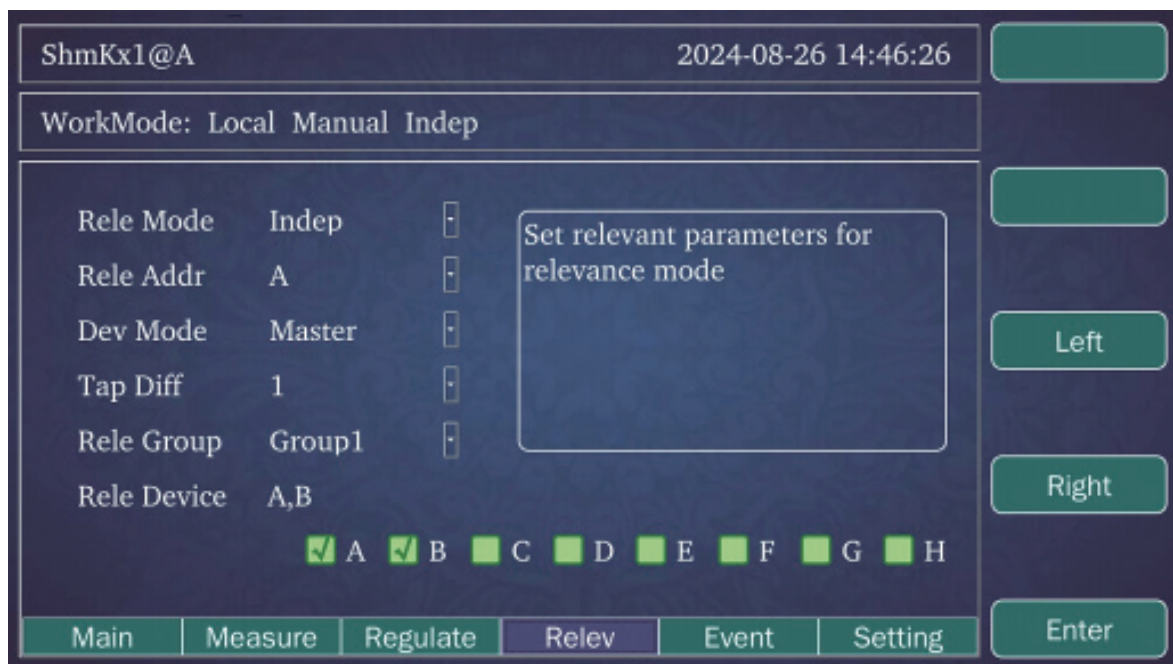 ShmKx1@A 2024-08-26 14:46:26
WorkMode: Local Manual Indep
Rele Mode Indep
Rele Addr A
Dev Mode Master
Tap Diff 1
Rele Group Group1
Rele Device A,B
A B C D E F G H
Set relevant parameters for
relevance mode
Left
Right
Enter
Main Measure Regulate Relev Event Setting